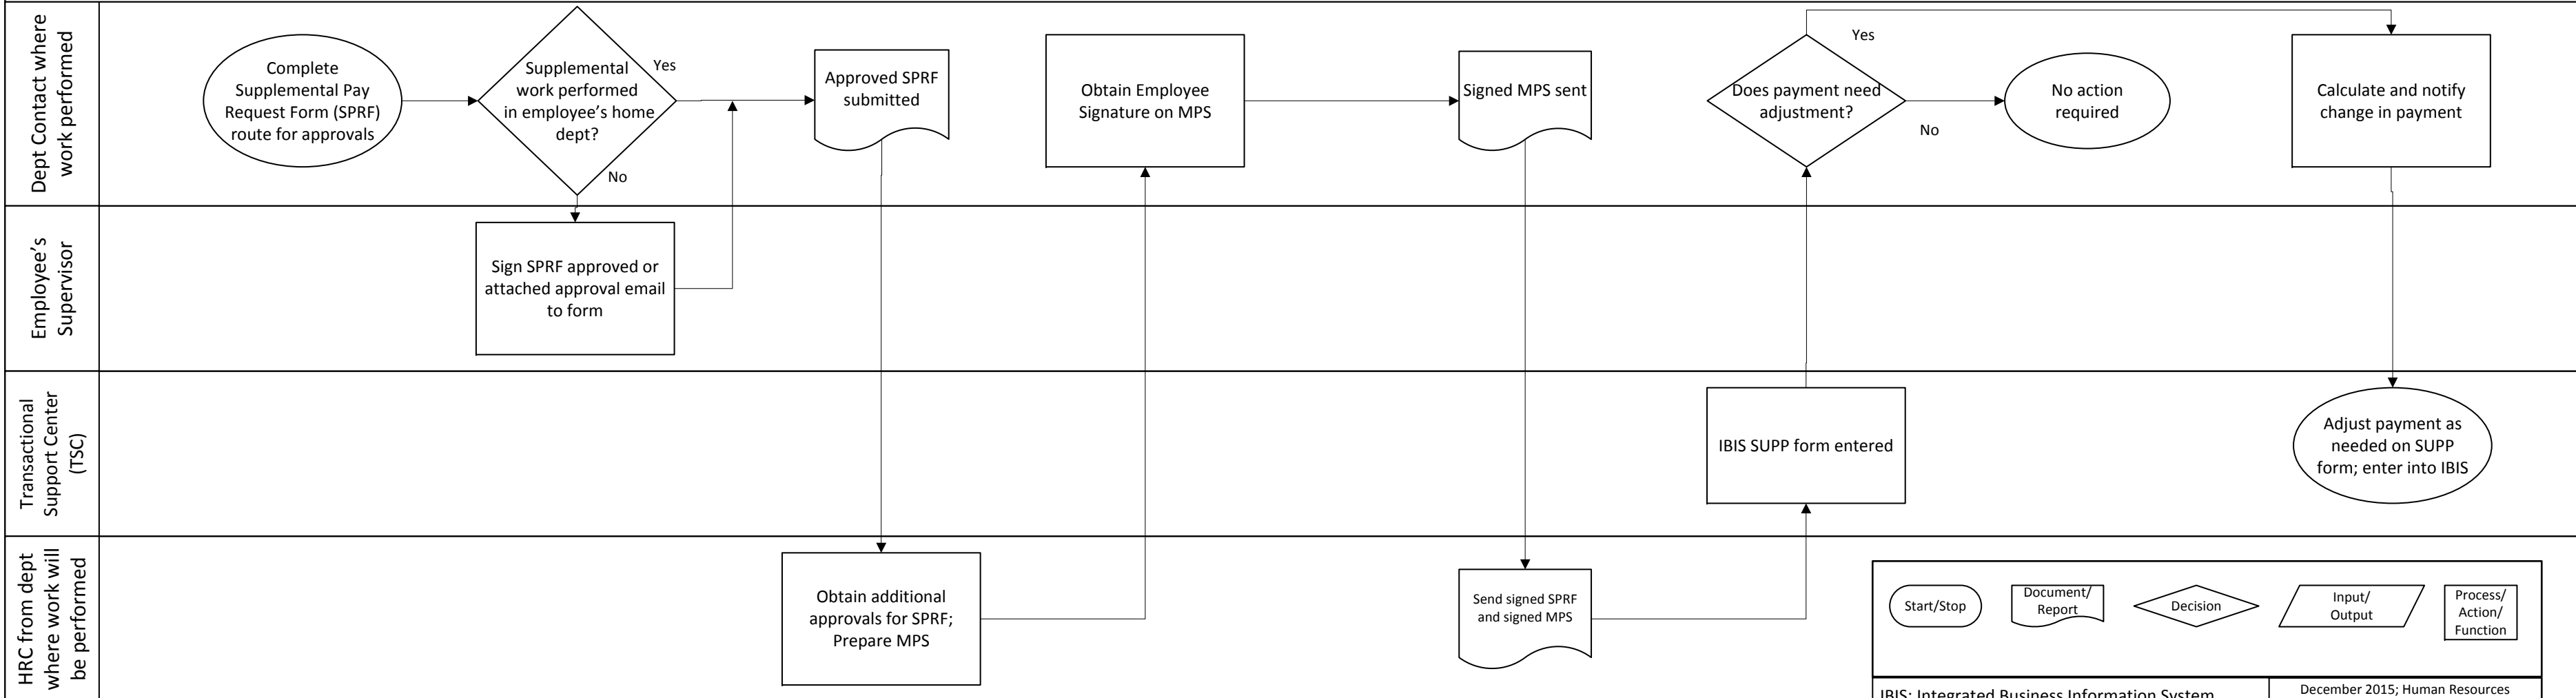 Dept Contact where
work performed
Complete
Supplemental Pay
Request Form (SPRF)
route for approvals
Supplemental
work performed
in employee’s home
dept?
Yes
No
Approved SPRF
submitted
Obtain Employee
Signature on MPS
Signed MPS sent
Does payment need
adjustment?
Yes
No
No action
required
Calculate and notify
change in payment
Employee’s
Supervisor
Sign SPRF approved or
attached approval email
to form
Transactional
Support Center
(TSC)
IBIS SUPP form entered
Adjust payment as
needed on SUPP
form; enter into IBIS
HRC from dept
where work will
be performed
Obtain additional
approvals for SPRF;
Prepare MPS
Send signed SPRF
and signed MPS
Start/Stop
Document/
Report
Decision
Input/
Output
Process/
Action/
Function
IBIS: Integrated Business Information System
December 2015; Human Resources